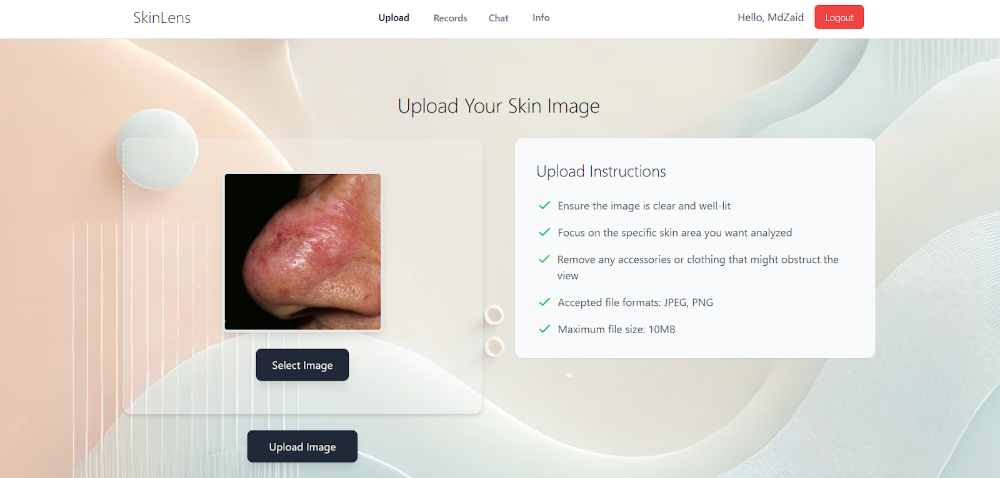 SkinLens
Upload
Records
Chat
Info
Hello, MdZaid
Logout
Upload Your Skin Image
Select Image
Upload Image
Upload Instructions
Ensure the image is clear and well-lit
Focus on the specific skin area you want analyzed
Remove any accessories or clothing that might obstruct the
view
Accepted file formats: JPEG, PNG
Maximum file size: 10MB